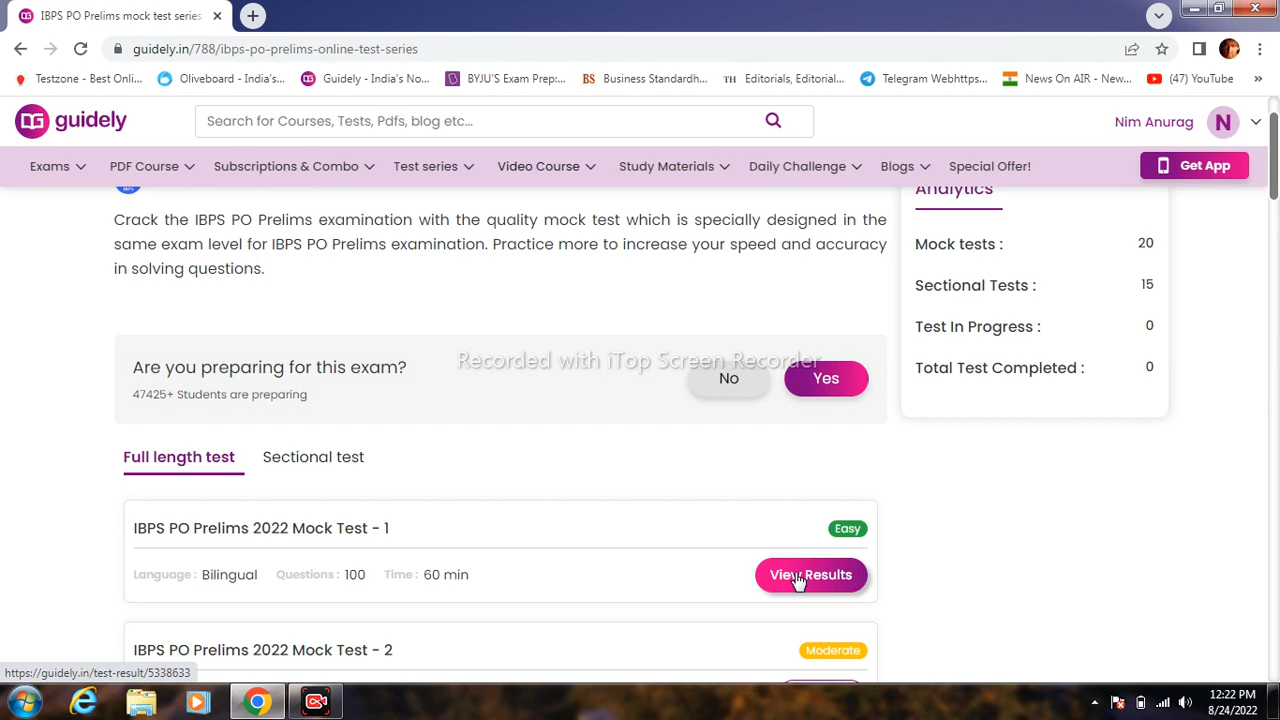 IBPS PO Prelims mock test series
guidely.in/788/ibps-po-prelims-online-test-series
Testzone - Best Onli... Oliveboard - India's... Guidely - India's No... BYJU'S Exam Prep:... BS Business Standardh... TH Editorials, Editorial... Telegram Webhttps... News On AIR - New... (47) YouTube »
guidely Search for Courses, Tests, Pdfs, blog etc... Nim Anurag N
Exams PDF Course Subscriptions & Combo Test series Video Course Study Materials Daily Challenge Blogs Special Offer! Get App
Analytics
Crack the IBPS PO Prelims examination with the quality mock test which is specially designed in the
same exam level for IBPS PO Prelims examination. Practice more to increase your speed and accuracy
in solving questions.
Mock tests : 20
Sectional Tests : 15
Test In Progress : 0
Total Test Completed : 0
Recorded with iTop Screen Recorder
Are you preparing for this exam? No Yes
47425+ Students are preparing
Full length test Sectional test
IBPS PO Prelims 2022 Mock Test - 1 Easy
Language : Bilingual Questions : 100 Time : 60 min View Results
IBPS PO Prelims 2022 Mock Test - 2 Moderate
https://guidely.in/test-result/5338633
12:22 PM
8/24/2022